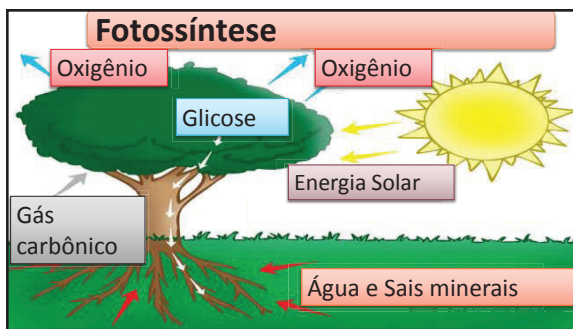 Fotossíntese
Oxigênio
Oxigênio
Glicose
Energia Solar
Gás
carbônico
Água e Sais minerais